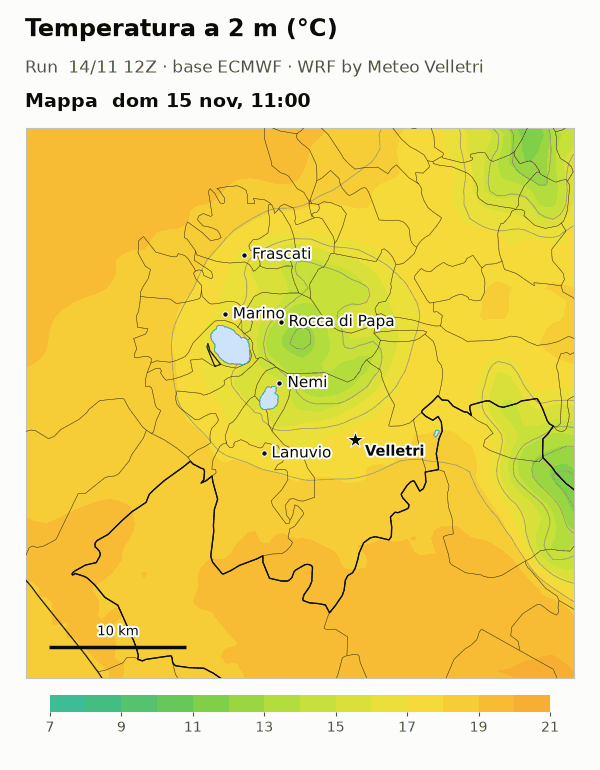 Temperatura a 2 m (°C)
Run 14/11 12Z · base ECMWF · WRF by Meteo Velletri
Mappa dom 15 nov, 11:00
Frascati
Marino
Rocca di Papa
Nemi
Velletri
Lanuvio
10 km
7 9 11 13 15 17 19 21